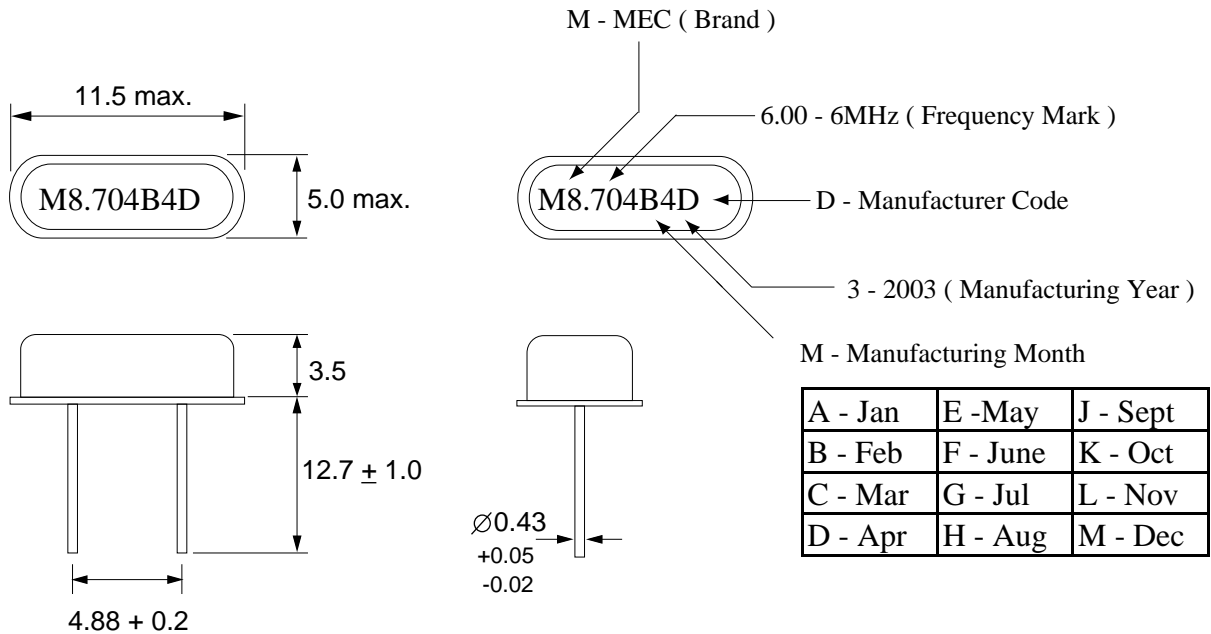 M - MEC ( Brand )
11.5 max.
6.00 - 6MHz ( Frequency Mark )
M8.704B4D
5.0 max.
M8.704B4D
D - Manufacturer Code
3 - 2003 ( Manufacturing Year )
M - Manufacturing Month
3.5
12.7 ± 1.0
A - Jan E -May J - Sept
B - Feb F - June K - Oct
C - Mar G - Jul L - Nov
D - Apr H - Aug M - Dec
∅0.43
+0.05
-0.02
4.88 + 0.2